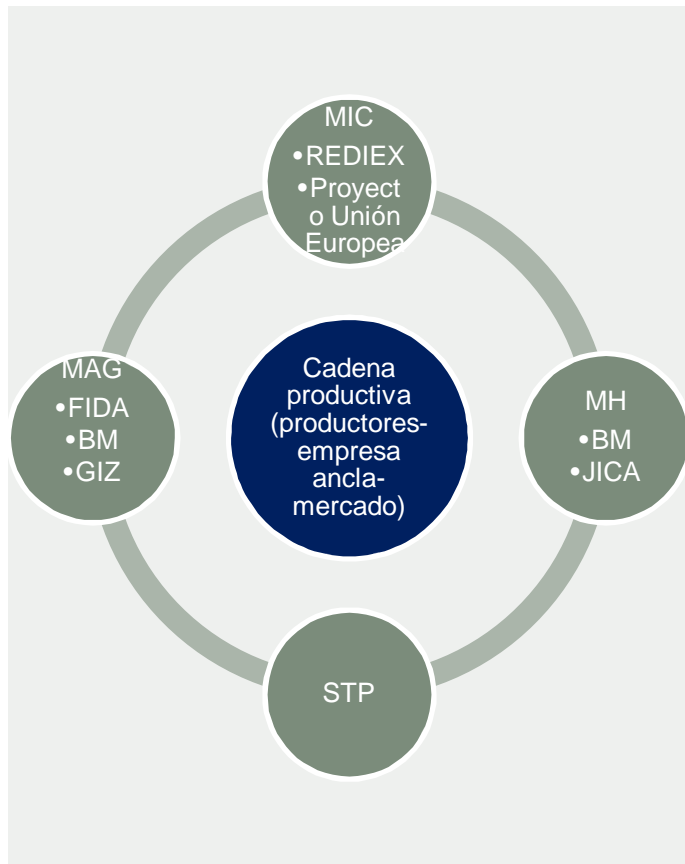 MIC
•REDIEX
•Proyect
o Unión
Europea
MAG
•FIDA
•BM
•GIZ
Cadena
productiva
(productores-
empresa
ancla-
mercado)
MH
•BM
•JICA
STP